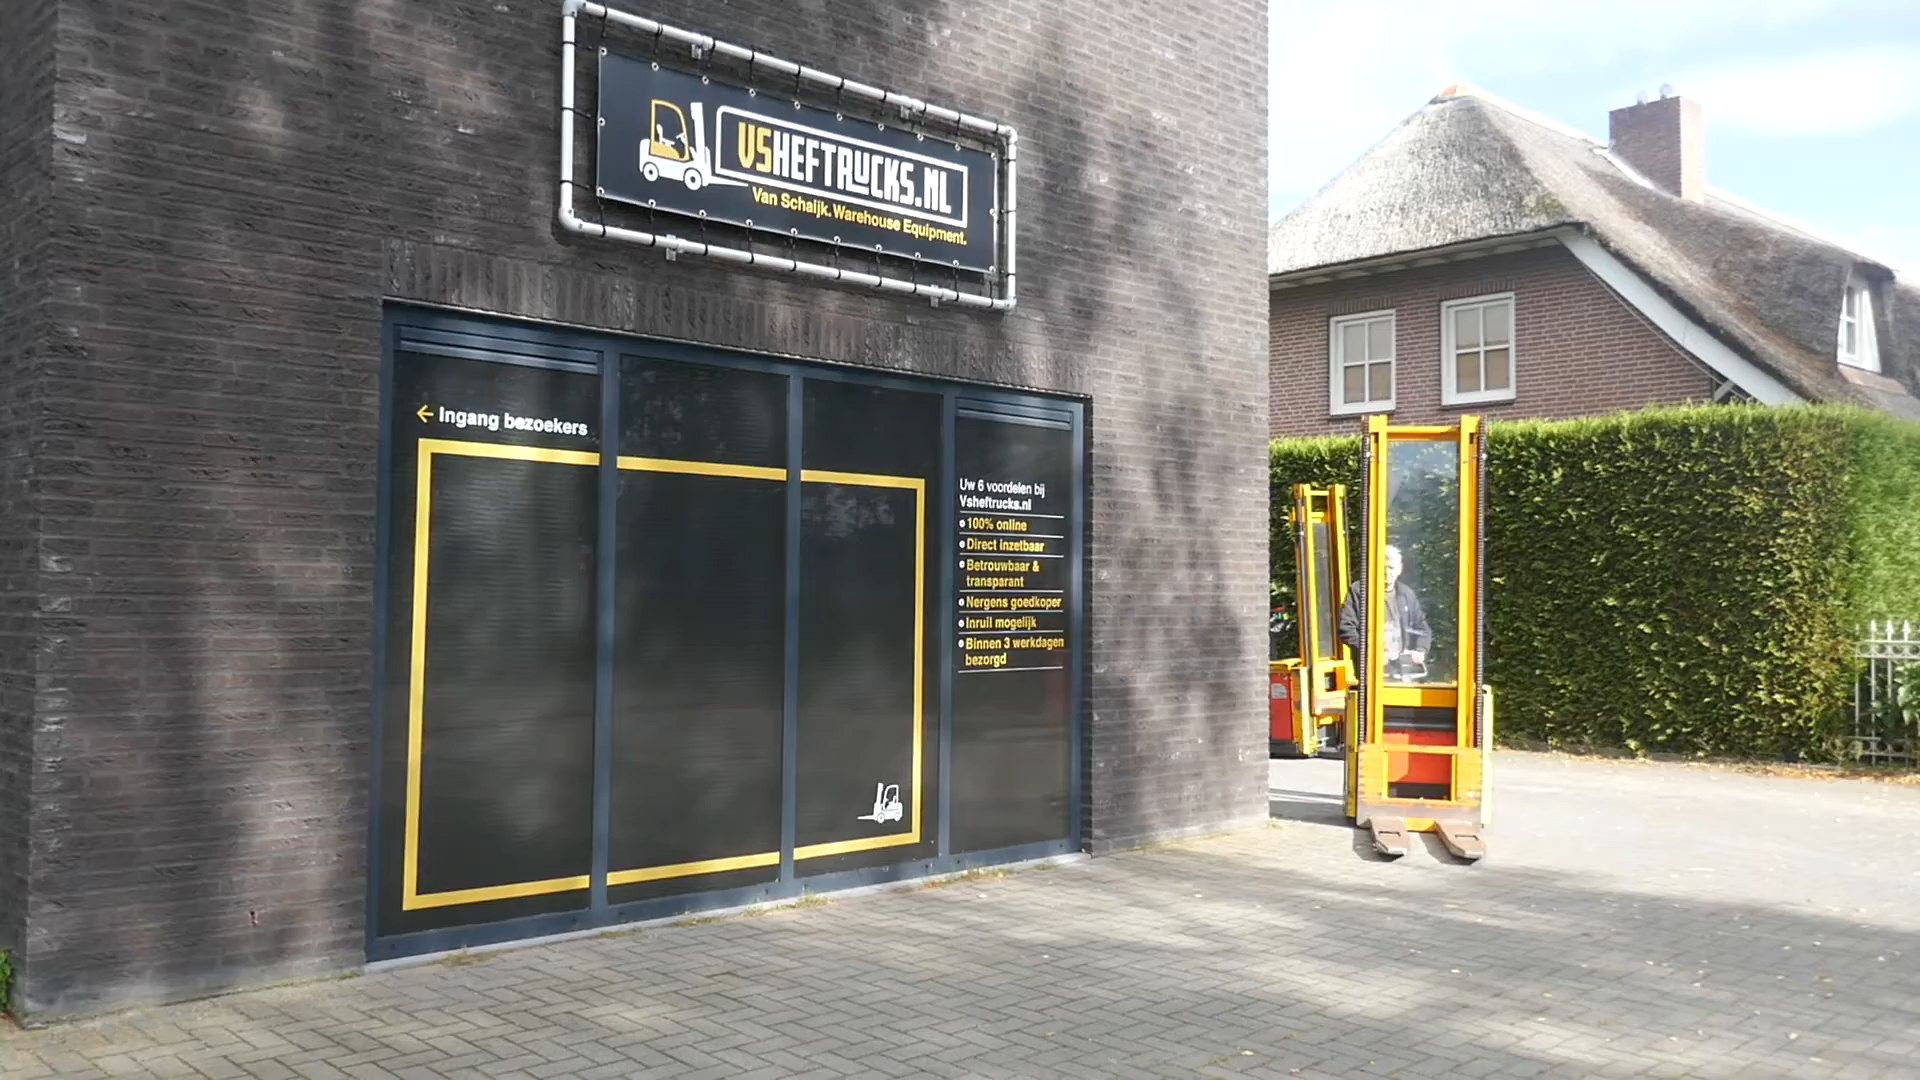 VSHEFTRUCKS.NL
Van Schaijk. Warehouse Equipment.
← Ingang bezoekers
Uw 6 voordelen bij
Vsheftrucks.nl
100% online
Direct inzetbaar
Betrouwbaar &
transparant
Nergens goedkoper
Inruil mogelijk
Binnen 3 werkdagen
bezorgd